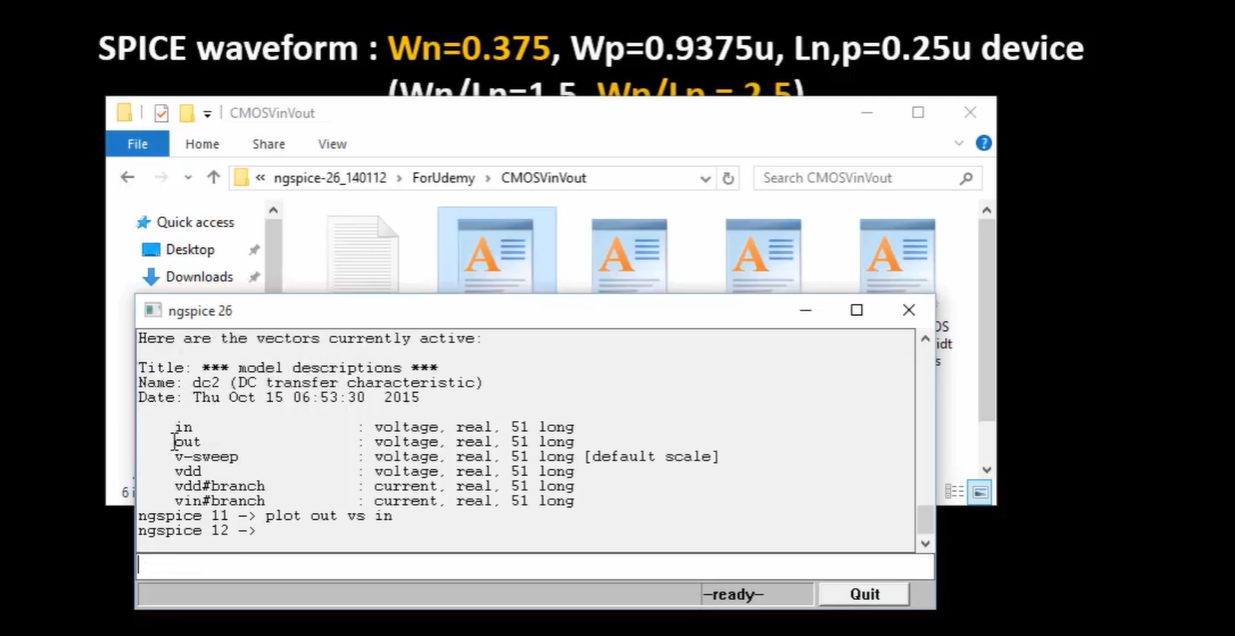 SPICE waveform : Wn=0.375, Wp=0.9375u, Ln,p=0.25u device
(Wn/Ln=1.5, Wp/Lp = 2.5)
CMOSVinVout
File Home Share View
« ngspice-26_140112 › ForUdemy › CMOSVinVout
Search CMOSVinVout
Quick access
Desktop
Downloads
ngspice 26
Here are the vectors currently active:
Title: *** model descriptions ***
Name: dc2 (DC transfer characteristic)
Date: Thu Oct 15 06:53:30 2015
in : voltage, real, 51 long
out : voltage, real, 51 long
v-sweep : voltage, real, 51 long [default scale]
vdd : voltage, real, 51 long
vdd#branch : current, real, 51 long
vin#branch : current, real, 51 long
ngspice 11 -> plot out vs in
ngspice 12 ->
--ready--
Quit